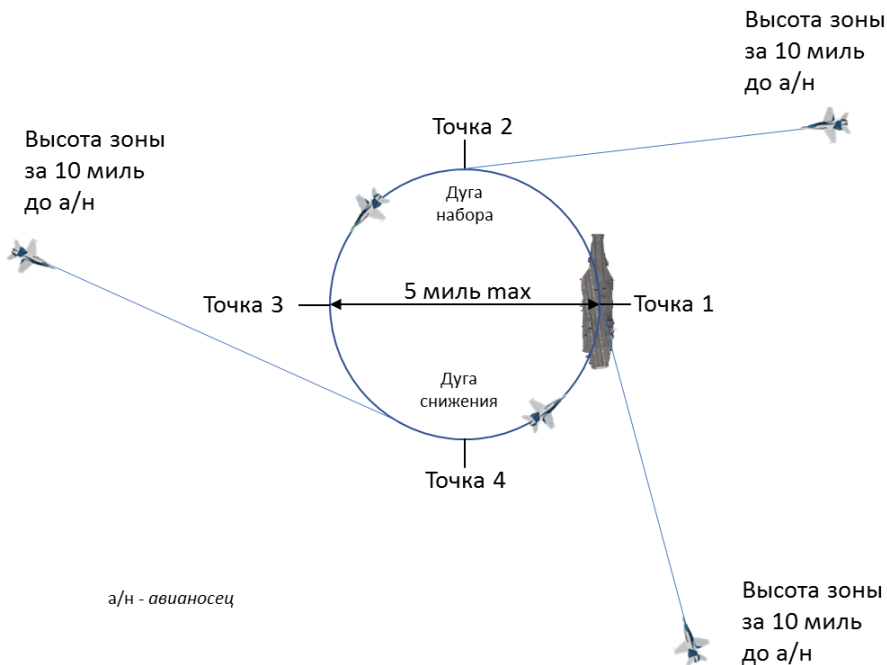 Высота зоны
за 10 миль
до а/н
Точка 2
Высота зоны
за 10 миль
до а/н
Дуга
набора
Точка 3
5 миль max
Точка 1
Дуга
снижения
Точка 4
а/н - авианосец
Высота зоны
за 10 миль
до а/н